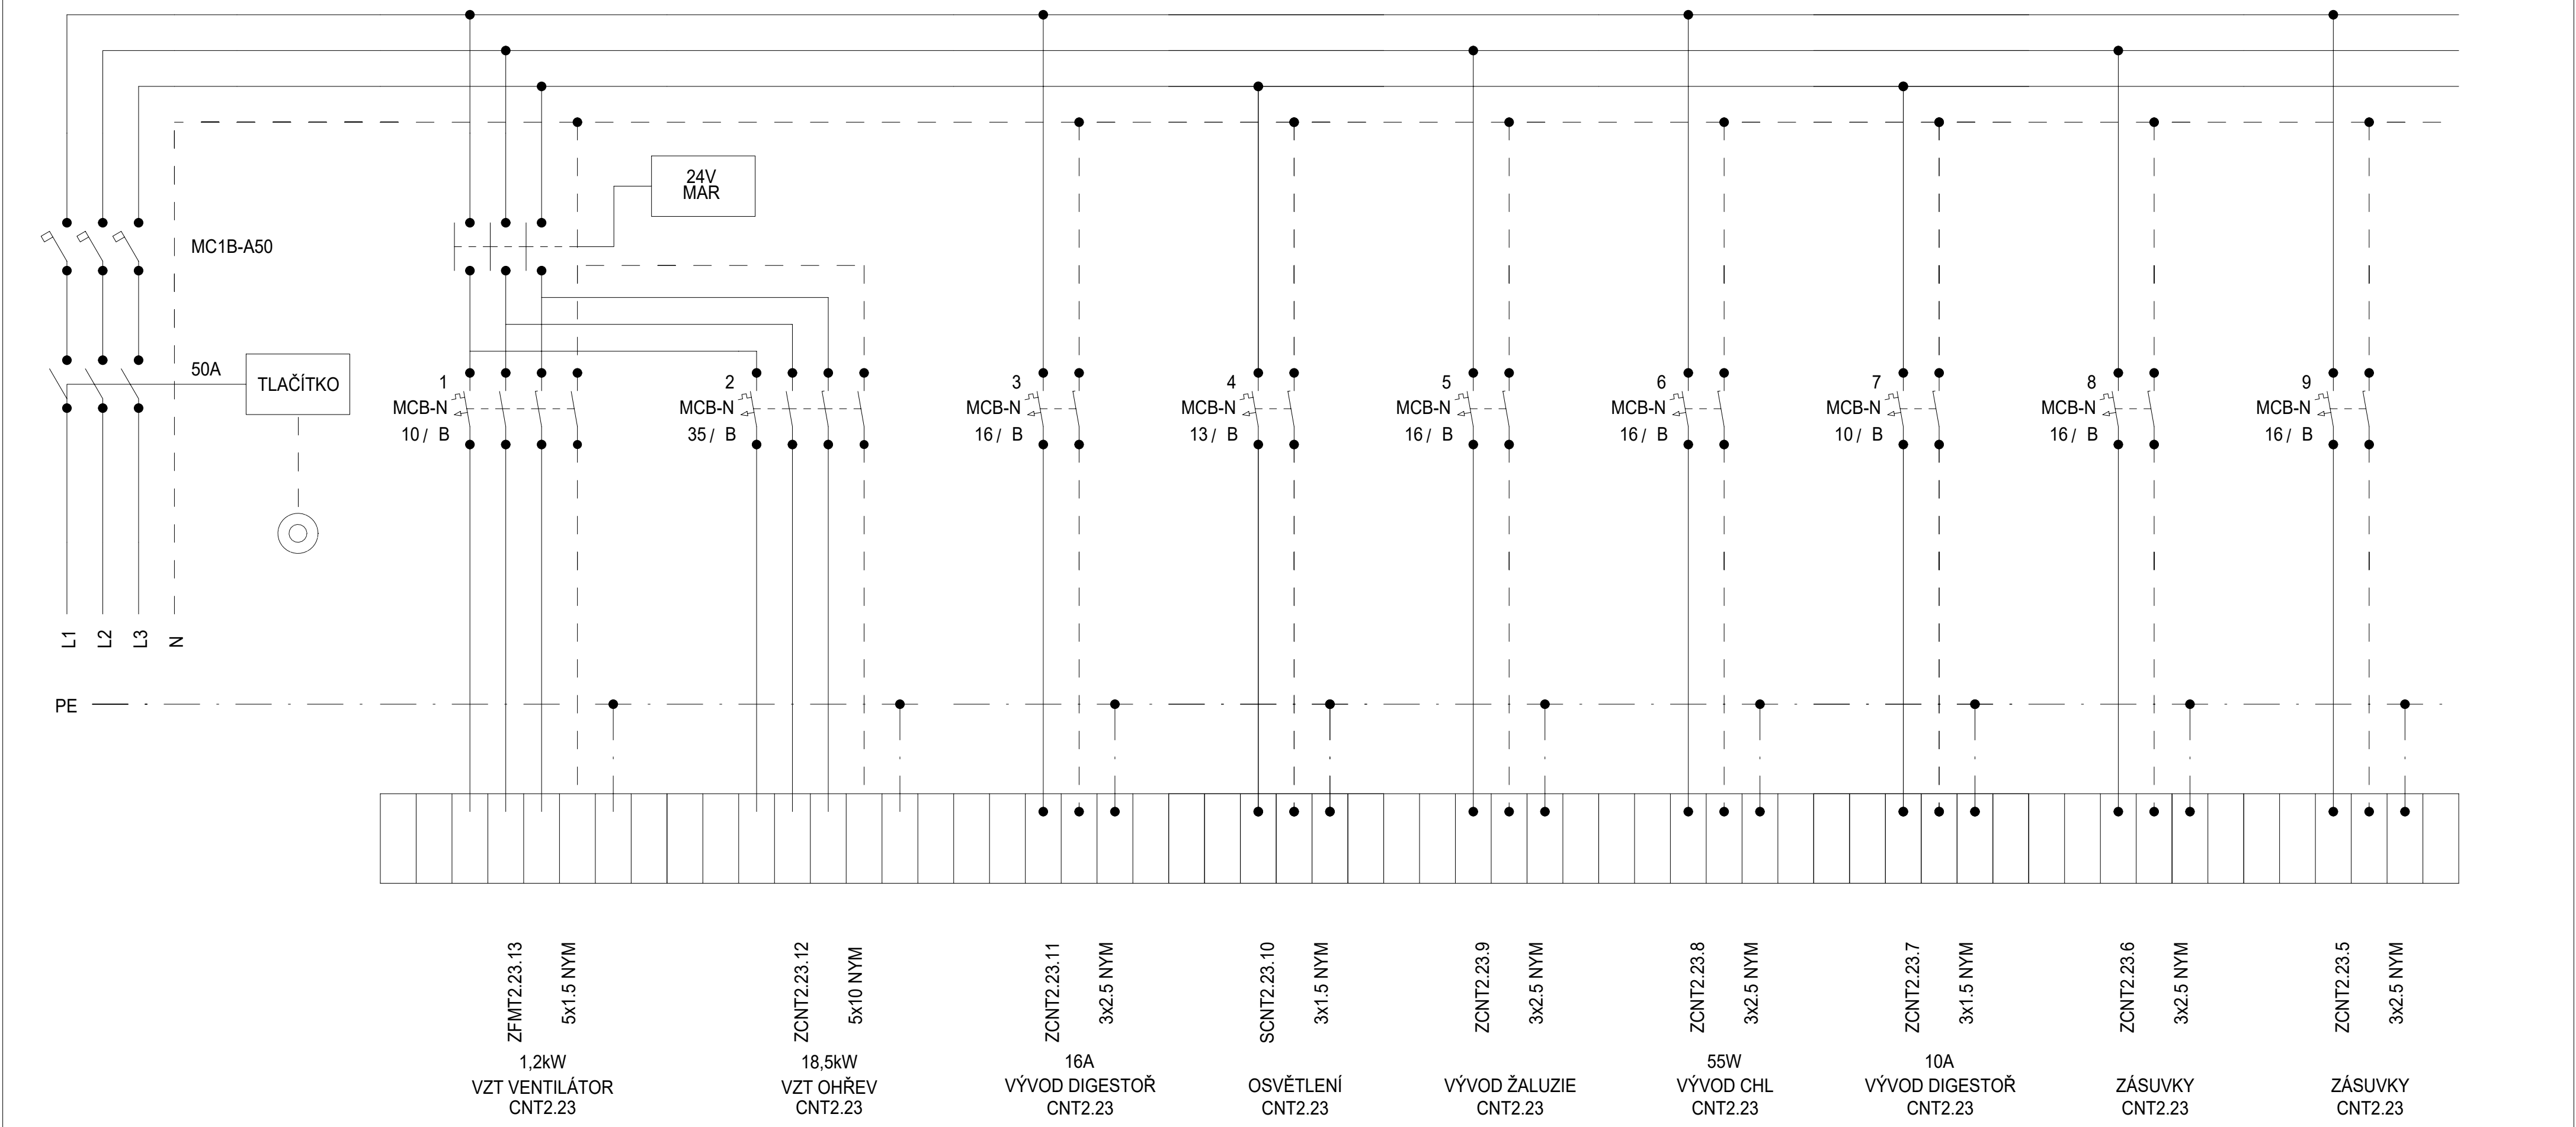 24V
MAR
MC1B-A50
50A
TLAČÍTKO
1
MCB-N
10 / B
2
MCB-N
35 / B
3
MCB-N
16 / B
4
MCB-N
13 / B
5
MCB-N
16 / B
6
MCB-N
16 / B
7
MCB-N
10 / B
8
MCB-N
16 / B
9
MCB-N
16 / B
L1
L2
L3
N
PE
ZFMT2.23.13
5x1.5 NYM
1,2kW
VZT VENTILÁTOR
CNT2.23
ZCNT2.23.12
5x10 NYM
18,5kW
VZT OHŘEV
CNT2.23
ZCNT2.23.11
3x2.5 NYM
16A
VÝVOD DIGESTOŘ
CNT2.23
SCNT2.23.10
3x1.5 NYM
OSVĚTLENÍ
CNT2.23
ZCNT2.23.9
3x2.5 NYM
VÝVOD ŽALUZIE
CNT2.23
ZCNT2.23.8
3x2.5 NYM
55W
VÝVOD CHL
CNT2.23
ZCNT2.23.7
3x1.5 NYM
10A
VÝVOD DIGESTOŘ
CNT2.23
ZCNT2.23.6
3x2.5 NYM
ZÁSUVKY
CNT2.23
ZCNT2.23.5
3x2.5 NYM
ZÁSUVKY
CNT2.23